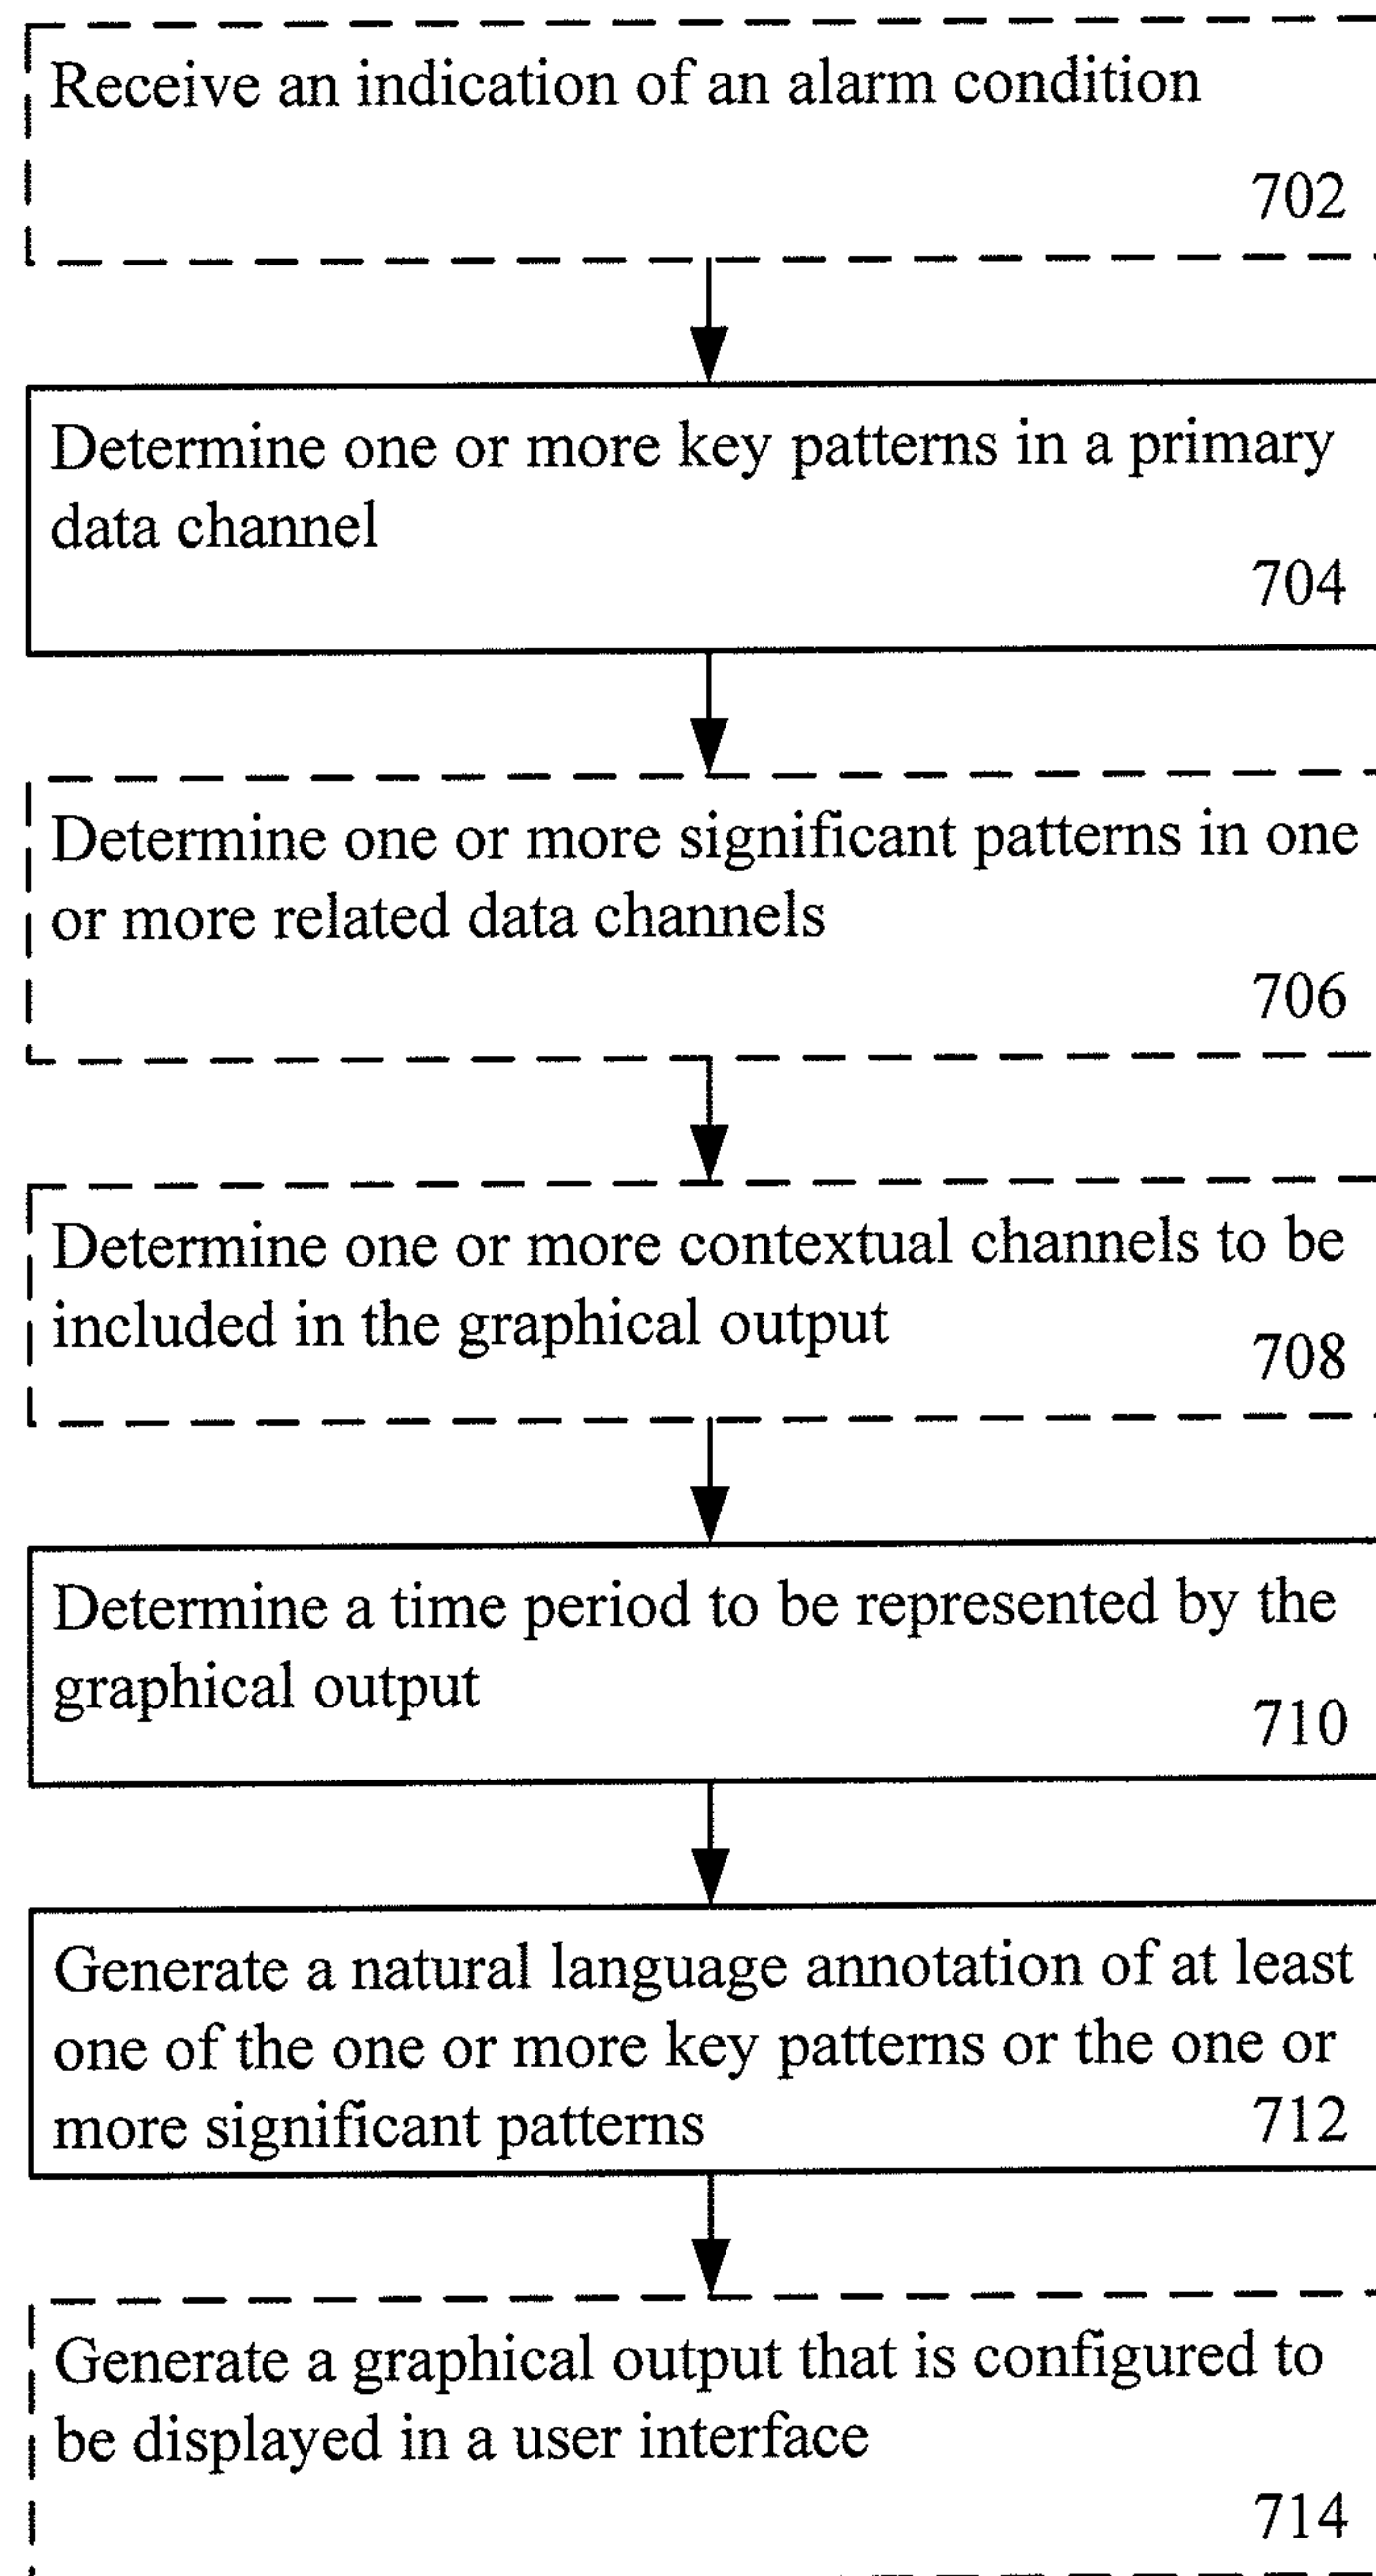 Receive an indication of an alarm condition
702
Determine one or more key patterns in a primary
data channel
704
Determine one or more significant patterns in one
or more related data channels
706
Determine one or more contextual channels to be
included in the graphical output
708
Determine a time period to be represented by the
graphical output
710
Generate a natural language annotation of at least
one of the one or more key patterns or the one or
more significant patterns
712
Generate a graphical output that is configured to
be displayed in a user interface
714